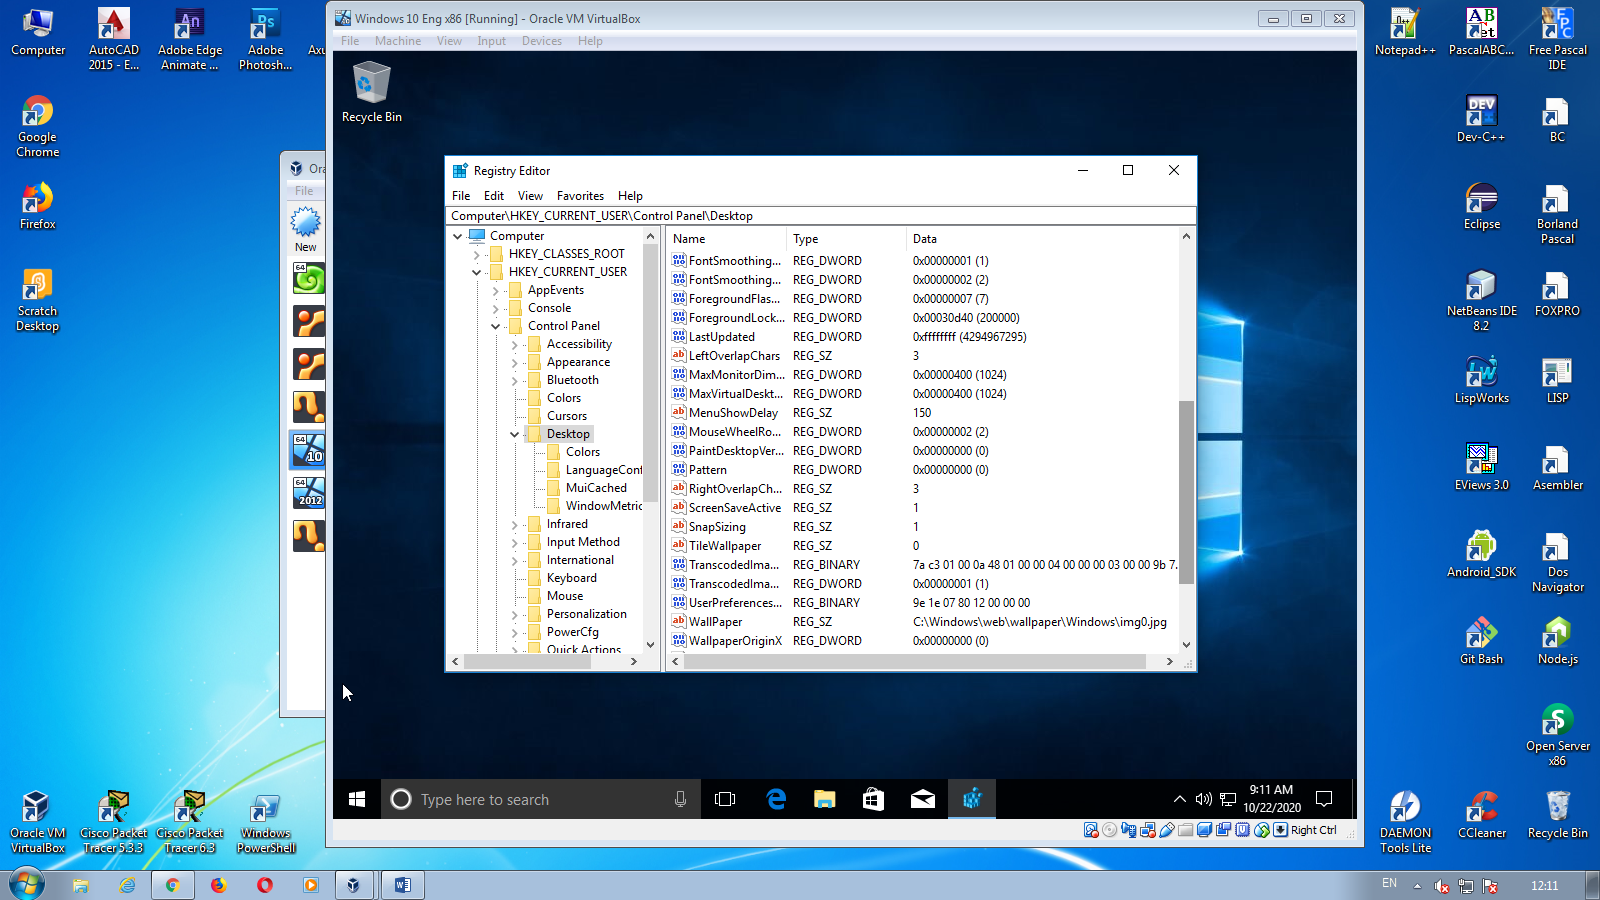 Computer
AutoCAD
2015 - E...
Adobe Edge
Animate ...
Adobe
Photosh...
Axu
Google
Chrome
Firefox
Scratch
Desktop
Ora
File
New
64
64
10
64
2012
Windows 10 Eng x86 [Running] - Oracle VM VirtualBox
File Machine View Input Devices Help
Recycle Bin
Registry Editor
File Edit View Favorites Help
Computer\HKEY_CURRENT_USER\Control Panel\Desktop
Computer
HKEY_CLASSES_ROOT
HKEY_CURRENT_USER
AppEvents
Console
Control Panel
Accessibility
Appearance
Bluetooth
Colors
Cursors
Desktop
Colors
LanguageConf
MuiCached
WindowMetric
Infrared
Input Method
International
Keyboard
Mouse
Personalization
PowerCfg
Quick Actions
Name Type Data
FontSmoothing... REG_DWORD 0x00000001 (1)
FontSmoothing... REG_DWORD 0x00000002 (2)
ForegroundFlas... REG_DWORD 0x00000007 (7)
ForegroundLock... REG_DWORD 0x00030d40 (200000)
LastUpdated REG_DWORD 0xffffffff (4294967295)
LeftOverlapChars REG_SZ 3
MaxMonitorDim... REG_DWORD 0x00000400 (1024)
MaxVirtualDeskt... REG_DWORD 0x00000400 (1024)
MenuShowDelay REG_SZ 150
MouseWheelRo... REG_DWORD 0x00000002 (2)
PaintDesktopVer... REG_DWORD 0x00000000 (0)
Pattern REG_DWORD 0x00000000 (0)
RightOverlapCh... REG_SZ 3
ScreenSaveActive REG_SZ 1
SnapSizing REG_SZ 1
TileWallpaper REG_SZ 0
TranscodedIma... REG_BINARY 7a c3 01 00 0a 48 01 00 00 04 00 00 00 03 00 00 9b 7.
TranscodedIma... REG_DWORD 0x00000001 (1)
UserPreferences... REG_BINARY 9e 1e 07 80 12 00 00 00
WallPaper REG_SZ C:\Windows\web\wallpaper\Windows\img0.jpg
WallpaperOriginX REG_DWORD 0x00000000 (0)
Type here to search
9:11 AM
10/22/2020
Right Ctrl
Notepad++
PascalABC...
Free Pascal
IDE
Dev-C++
BC
Eclipse
Borland
Pascal
NetBeans IDE
8.2
FOXPRO
LispWorks
LISP
EViews 3.0
Asembler
Android_SDK
Dos
Navigator
Git Bash
Node.js
Open Server
x86
Oracle VM
VirtualBox
Cisco Packet
Tracer 5.3.3
Cisco Packet
Tracer 6.3
Windows
PowerShell
DAEMON
Tools Lite
CCleaner
Recycle Bin
EN
12:11